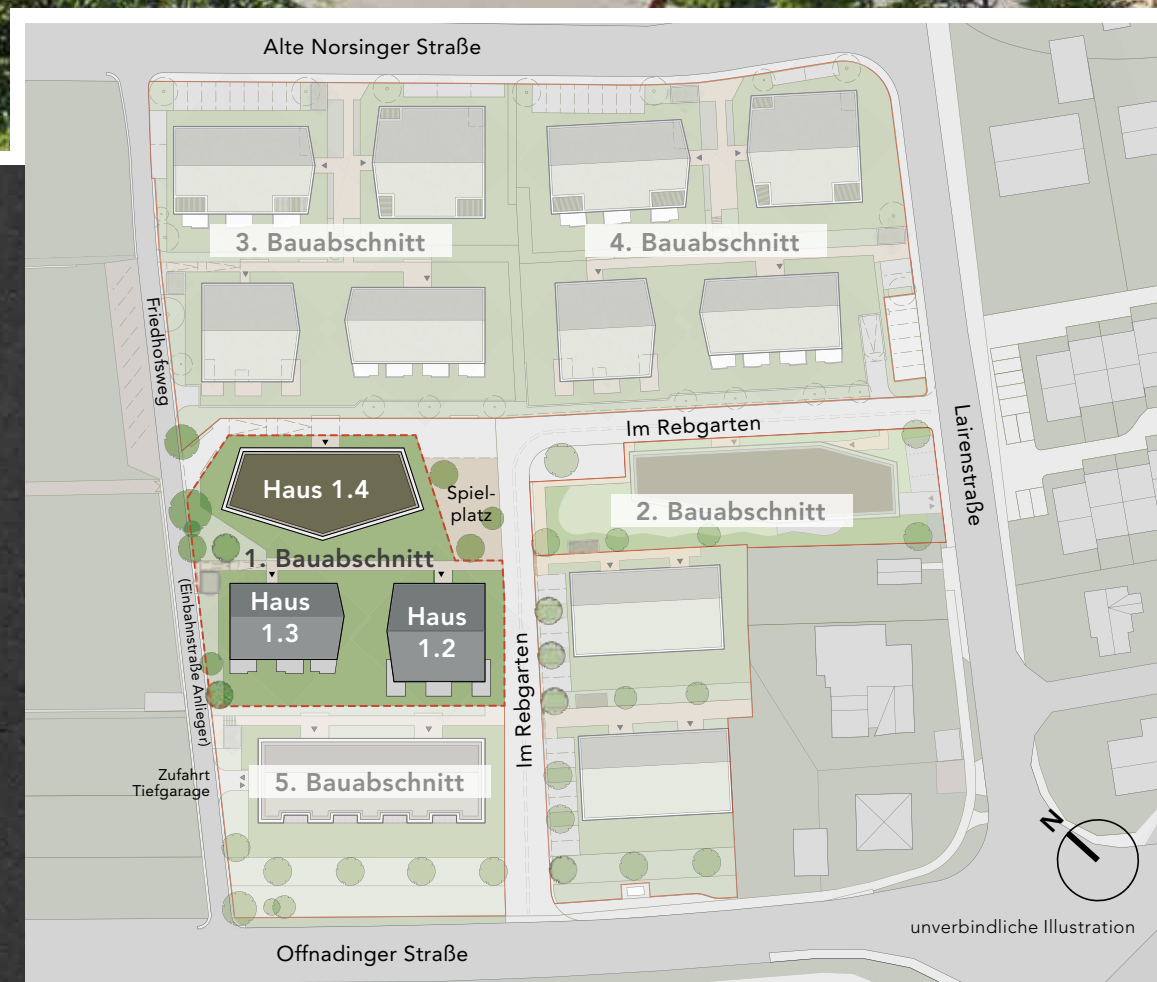 Alte Norsinger Straße
3. Bauabschnitt
4. Bauabschnitt
Friedhofsweg
Im Rebgarten
Lairenstraße
Haus 1.4
Spiel-
platz
2. Bauabschnitt
1. Bauabschnitt
(Einbahnstraße Anlieger)
Haus
1.3
Haus
1.2
Im Rebgarten
Zufahrt
Tiefgarage
5. Bauabschnitt
N
unverbindliche Illustration
Offnadinger Straße